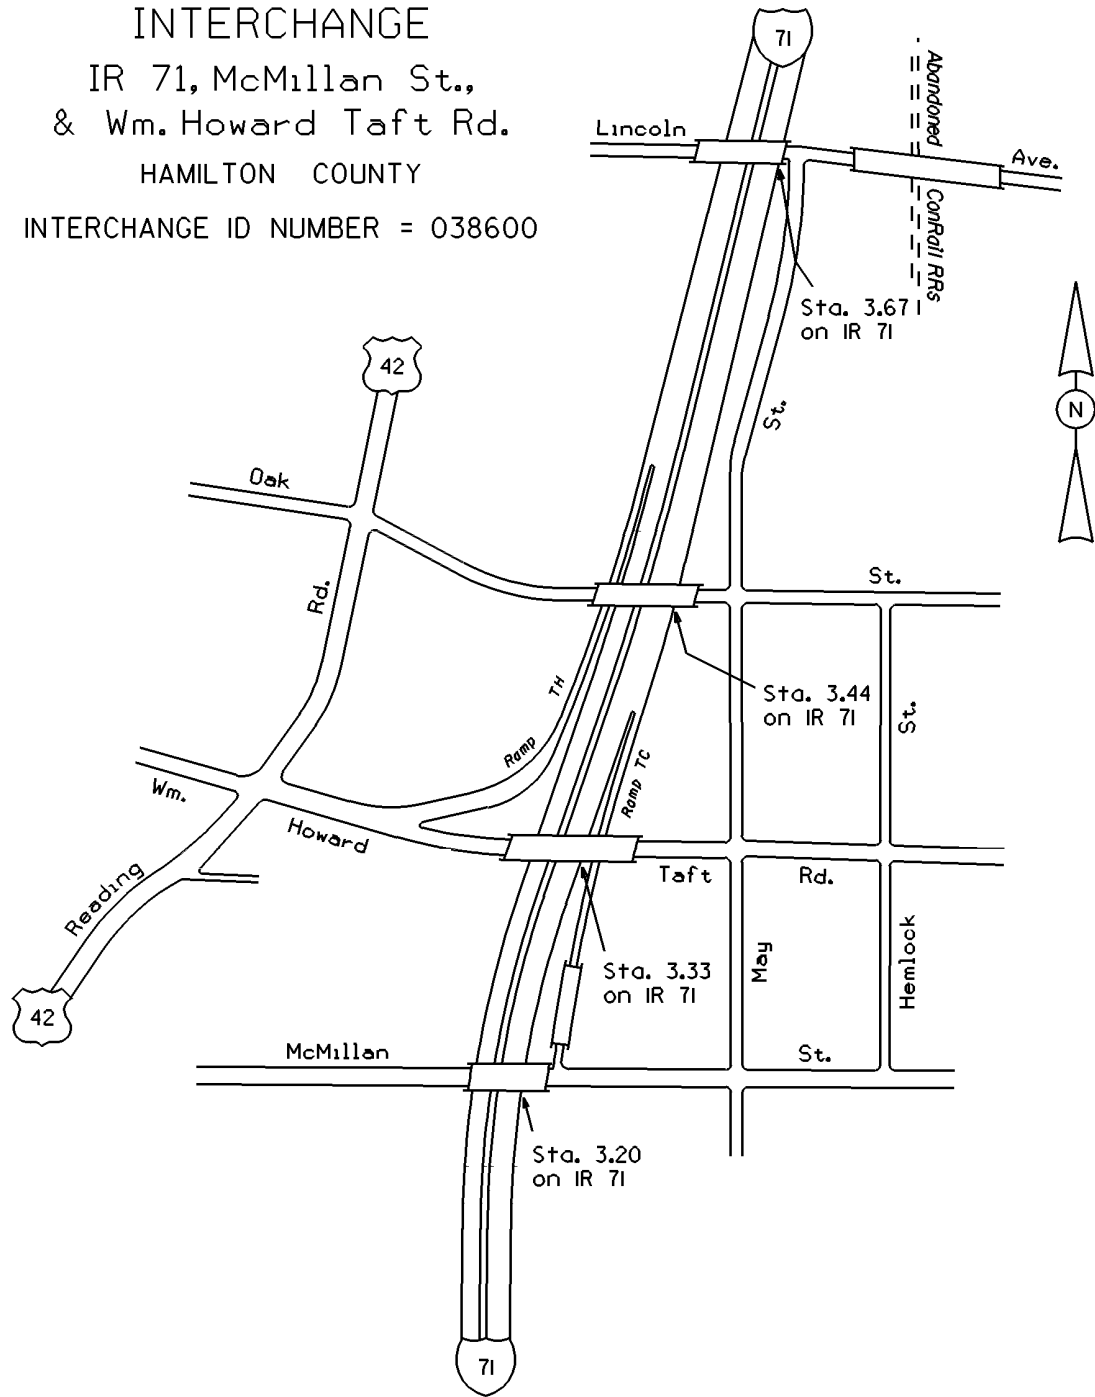 INTERCHANGE
IR 71, McMillan St.,
& Wm. Howard Taft Rd.
HAMILTON COUNTY
INTERCHANGE ID NUMBER = 038600
71
Lincoln
Ave.
Abandoned ConRail RRs
Sta. 3.67
on IR 71
42
N
St.
Oak
St.
Rd.
TH
Ramp
Sta. 3.44
on IR 71
St.
Ramp TC
Wm.
Howard
Taft
Rd.
Reading
May
Hemlock
Sta. 3.33
on IR 71
42
McMillan
St.
Sta. 3.20
on IR 71
71